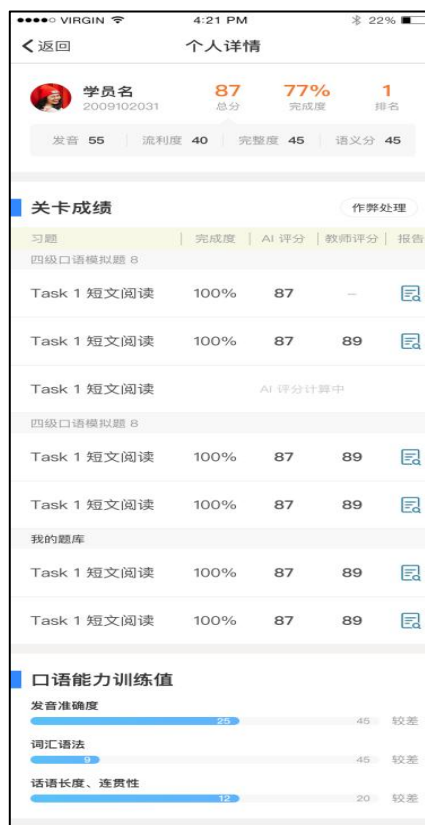 VIRGIN 4:21 PM 22%
返回 个人详情
学员名 87 77% 1
2009102031 总分 完成度 排名
发音 55 流利度 40 完整度 45 语义分 45
关卡成绩 作弊处理
习题 完成度 AI 评分 教师评分 报告
四级口语模拟题 8
Task 1 短文阅读 100% 87 –
Task 1 短文阅读 100% 87 89
Task 1 短文阅读 AI 评分计算中
四级口语模拟题 8
Task 1 短文阅读 100% 87 89
Task 1 短文阅读 100% 87 89
我的题库
Task 1 短文阅读 100% 87 89
Task 1 短文阅读 100% 87 89
口语能力训练值
发音准确度
25 45 较差
词汇语法
9 45 较差
话语长度、连贯性
12 20 较差